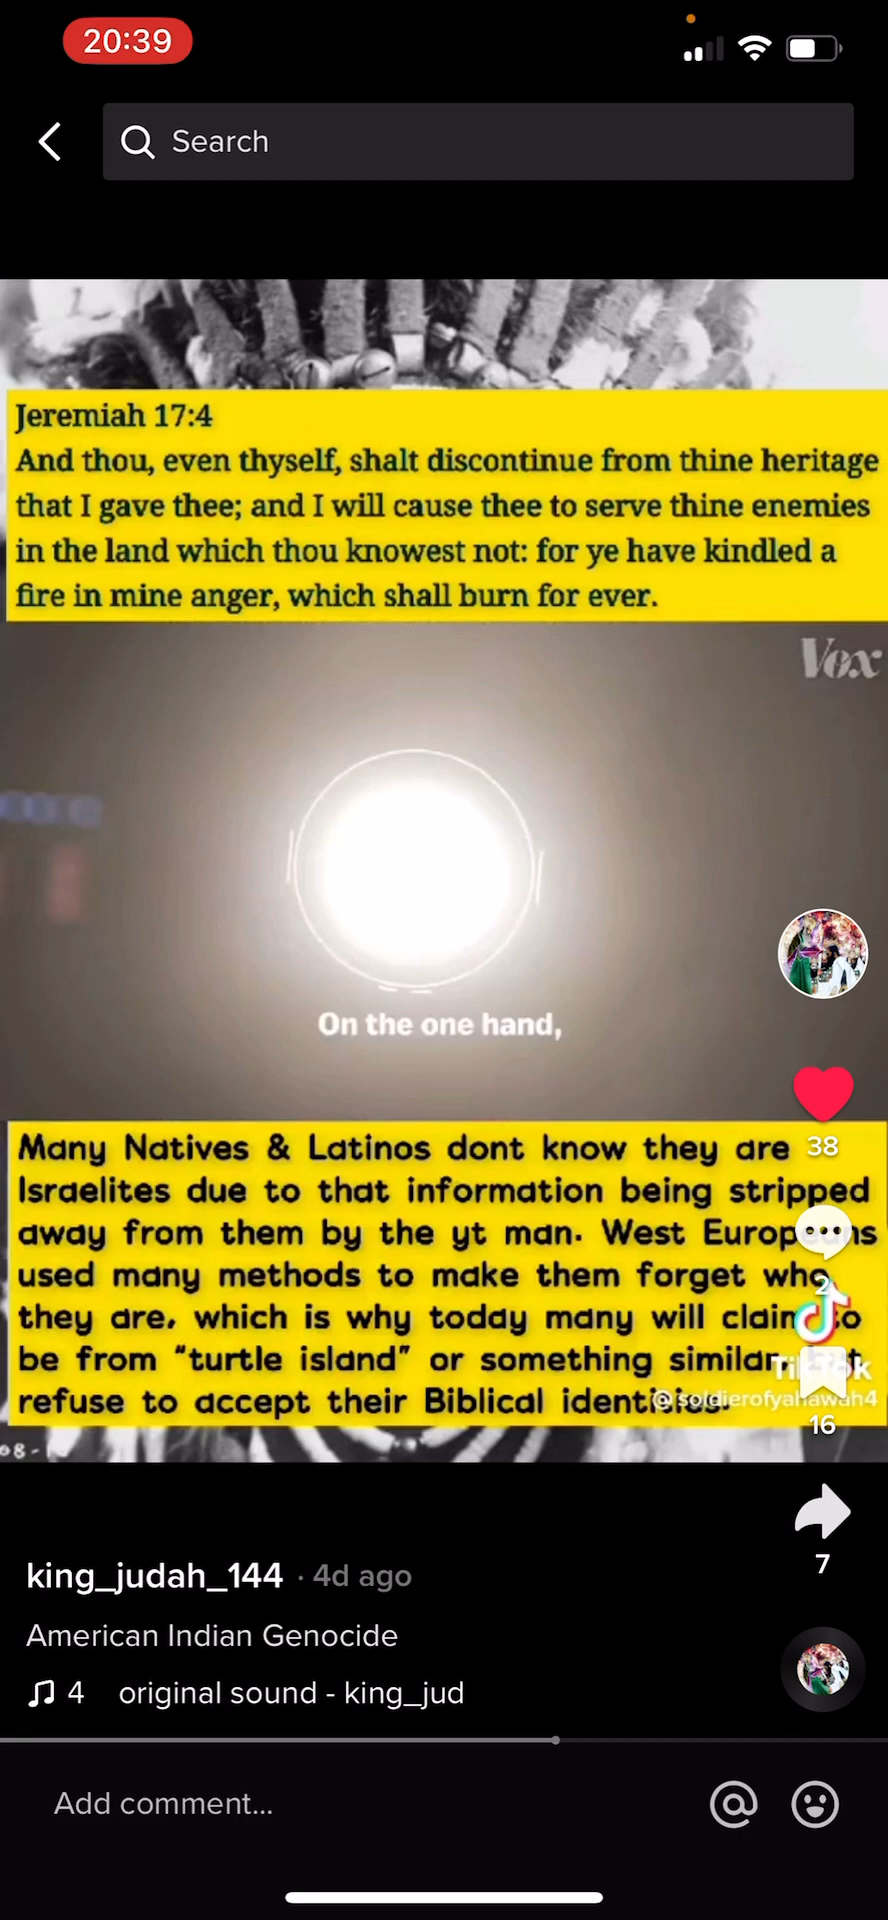 20:39
Search
Jeremiah 17:4
And thou, even thyself, shalt discontinue from thine heritage
that I gave thee; and I will cause thee to serve thine enemies
in the land which thou knowest not: for ye have kindled a
fire in mine anger, which shall burn for ever.
Vox
On the one hand,
Many Natives & Latinos dont know they are
38
Israelites due to that information being stripped
away from them by the yt man. West
used many methods to make them forget
2
they are, which is why today many will
be from "turtle island" or something
TikTok
refuse to accept their Biblical
@soldierofyahawah4
16
7
king_judah_144 · 4d ago
American Indian Genocide
4 original sound - king_jud
Add comment...